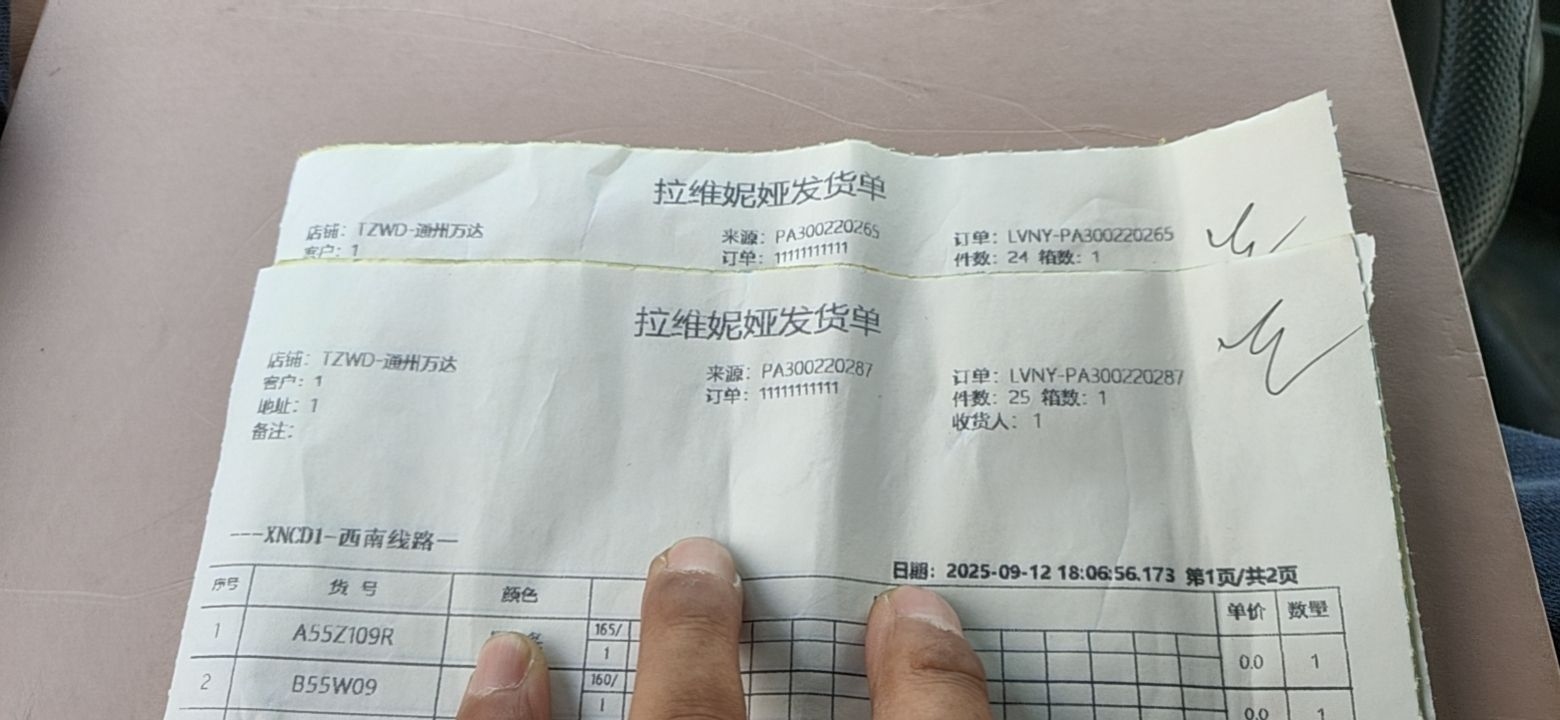 拉维妮娅发货单
店铺：TZWD-通州万达 来源：PA300220265 订单：LVNY-PA300220265
客户：1 订单：11111111111 件数：24 箱数：1
拉维妮娅发货单
店铺：TZWD-通州万达 来源：PA300220287 订单：LVNY-PA300220287
客户：1 订单：11111111111 件数：25 箱数：1
地址：1 收货人：1
备注：
---XNCD1-西南线路—
日期：2025-09-12 18:06:56.173 第1页/共2页
序号 货号 颜色 单价 数量
1 A55Z109R 165/ 1 0.0 1
2 B55W09 160/ 1 0.0 1